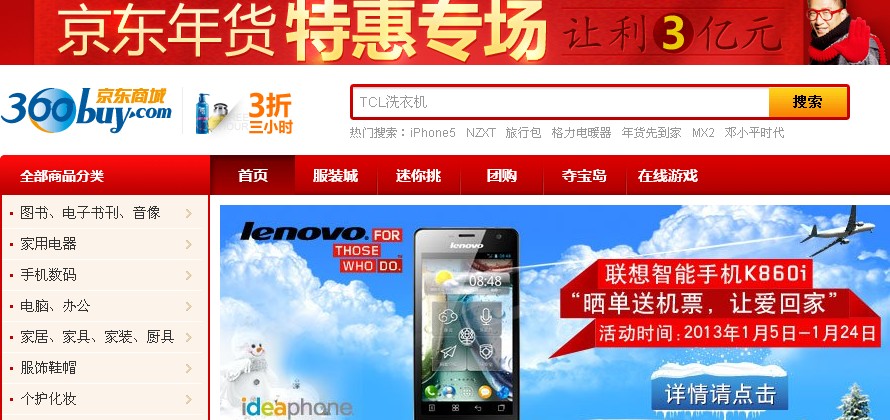 京东年货特惠专场 让利3亿元
360buy.com 京东商城
3折
三小时
TCL洗衣机
搜索
热门搜索：iPhone5 NZXT 旅行包 格力电暖器 年货先到家 MX2 邓小平时代
全部商品分类 首页 服装城 迷你挑 团购 夺宝岛 在线游戏
图书、电子书刊、音像
家用电器
手机数码
电脑、办公
家居、家具、家装、厨具
服饰鞋帽
个护化妆
lenovo. FOR
THOSE
WHO DO.
lenovo
08:48
联想智能手机K860i
“晒单送机票，让爱回家”
活动时间：2013年1月5日-1月24日
ideaphone
详情请点击